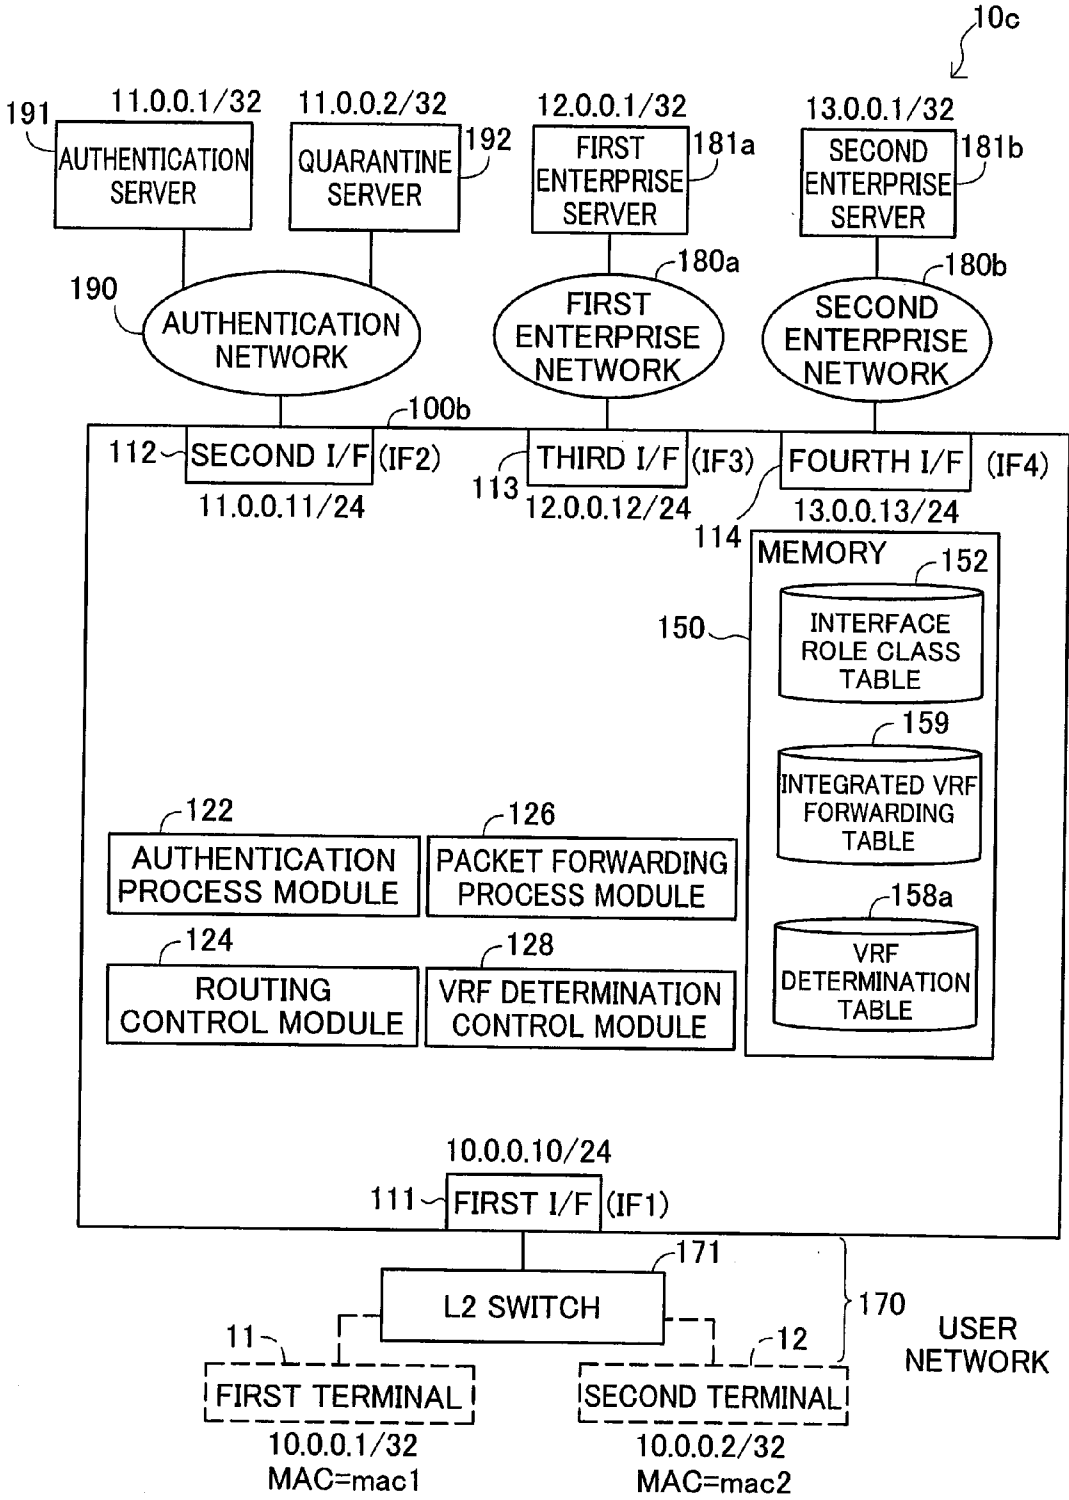 10c
11.0.0.1/32
11.0.0.2/32
12.0.0.1/32
13.0.0.1/32
191
AUTHENTICATION
SERVER
QUARANTINE
SERVER
192
FIRST
ENTERPRISE
SERVER
181a
SECOND
ENTERPRISE
SERVER
181b
190
AUTHENTICATION
NETWORK
180a
FIRST
ENTERPRISE
NETWORK
180b
SECOND
ENTERPRISE
NETWORK
100b
112
SECOND I/F
(IF2)
11.0.0.11/24
113
THIRD I/F
(IF3)
12.0.0.12/24
114
FOURTH I/F
(IF4)
13.0.0.13/24
MEMORY
150
152
INTERFACE
ROLE CLASS
TABLE
159
INTEGRATED VRF
FORWARDING
TABLE
158a
VRF
DETERMINATION
TABLE
122
AUTHENTICATION
PROCESS MODULE
126
PACKET FORWARDING
PROCESS MODULE
124
ROUTING
CONTROL MODULE
128
VRF DETERMINATION
CONTROL MODULE
10.0.0.10/24
111
FIRST I/F
(IF1)
171
L2 SWITCH
170
USER
NETWORK
11
FIRST TERMINAL
10.0.0.1/32
MAC=mac1
12
SECOND TERMINAL
10.0.0.2/32
MAC=mac2